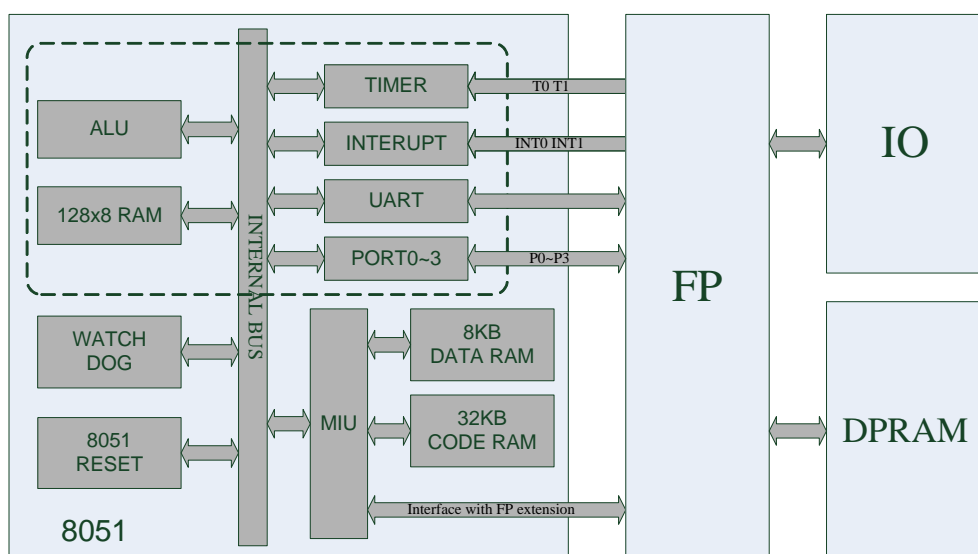 TIMER
T0 T1
ALU
INTERUPT
INT0 INT1
IO
128x8 RAM
UART
PORT0~3
P0~P3
FP
INTERNAL BUS
WATCH
DOG
8KB
DATA RAM
MIU
32KB
CODE RAM
8051
RESET
DPRAM
Interface with FP extension
8051